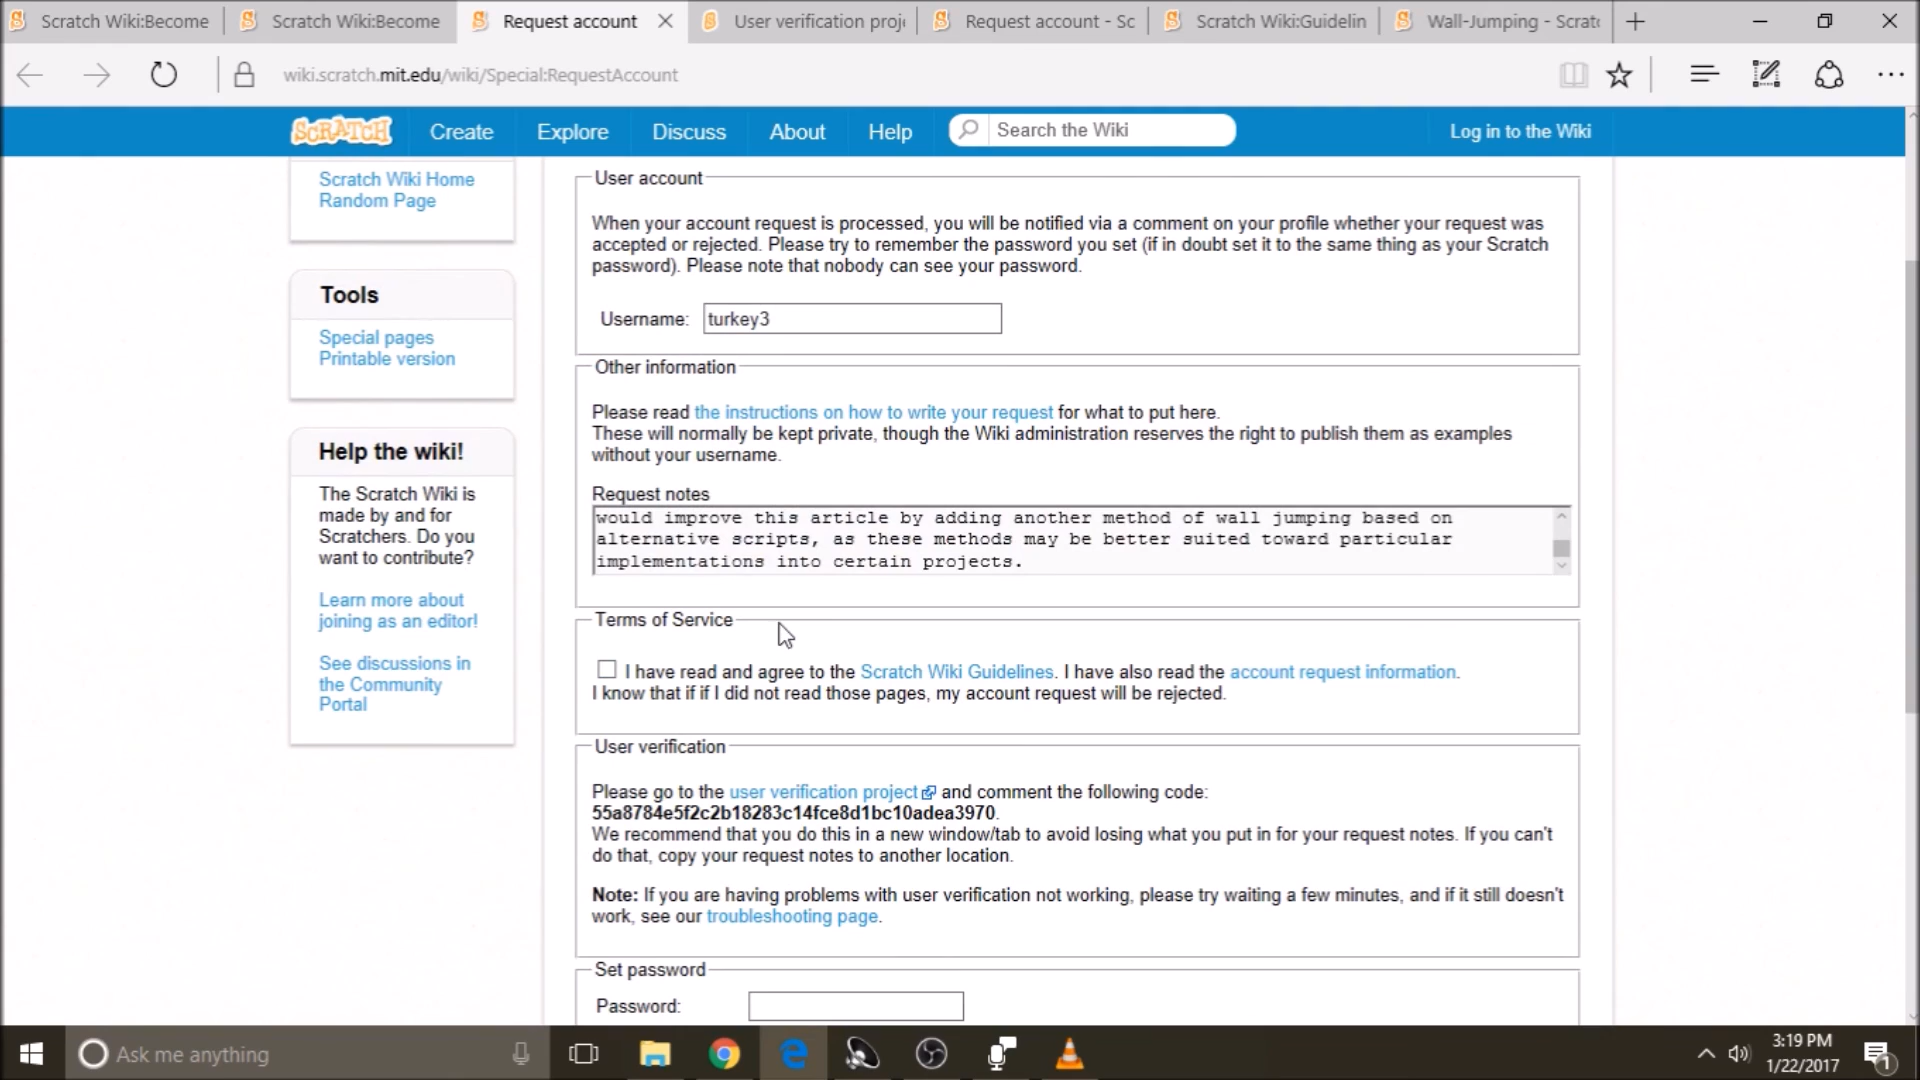 Scratch Wiki:Become
Scratch Wiki:Become
Request account
User verification proj
Request account - Sc
Scratch Wiki:Guidelin
Wall-Jumping - Scratc
wiki.scratch.mit.edu/wiki/Special:RequestAccount
SCRATCH
Create
Explore
Discuss
About
Help
Search the Wiki
Log in to the Wiki
Scratch Wiki Home
Random Page
Tools
Special pages
Printable version
Help the wiki!
The Scratch Wiki is
made by and for
Scratchers. Do you
want to contribute?
Learn more about
joining as an editor!
See discussions in
the Community
Portal
User account
When your account request is processed, you will be notified via a comment on your profile whether your request was
accepted or rejected. Please try to remember the password you set (if in doubt set it to the same thing as your Scratch
password). Please note that nobody can see your password.
Username: turkey3
Other information
Please read the instructions on how to write your request for what to put here.
These will normally be kept private, though the Wiki administration reserves the right to publish them as examples
without your username.
Request notes
would improve this article by adding another method of wall jumping based on
alternative scripts, as these methods may be better suited toward particular
implementations into certain projects.
Terms of Service
I have read and agree to the Scratch Wiki Guidelines. I have also read the account request information.
I know that if if I did not read those pages, my account request will be rejected.
User verification
Please go to the user verification project and comment the following code:
55a8784e5f2c2b18283c14fce8d1bc10adea3970.
We recommend that you do this in a new window/tab to avoid losing what you put in for your request notes. If you can't
do that, copy your request notes to another location.
Note: If you are having problems with user verification not working, please try waiting a few minutes, and if it still doesn't
work, see our troubleshooting page.
Set password
Password:
Ask me anything
3:19 PM
1/22/2017
1